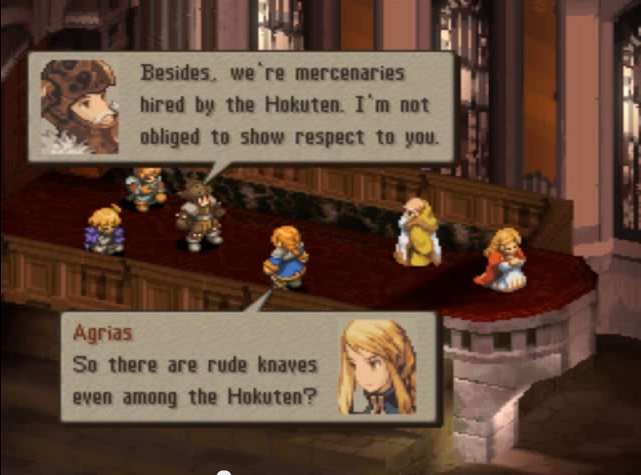 Besides, we're mercenaries
hired by the Hokuten. I'm not
obliged to show respect to you.
Agrias
So there are rude knaves
even among the Hokuten?